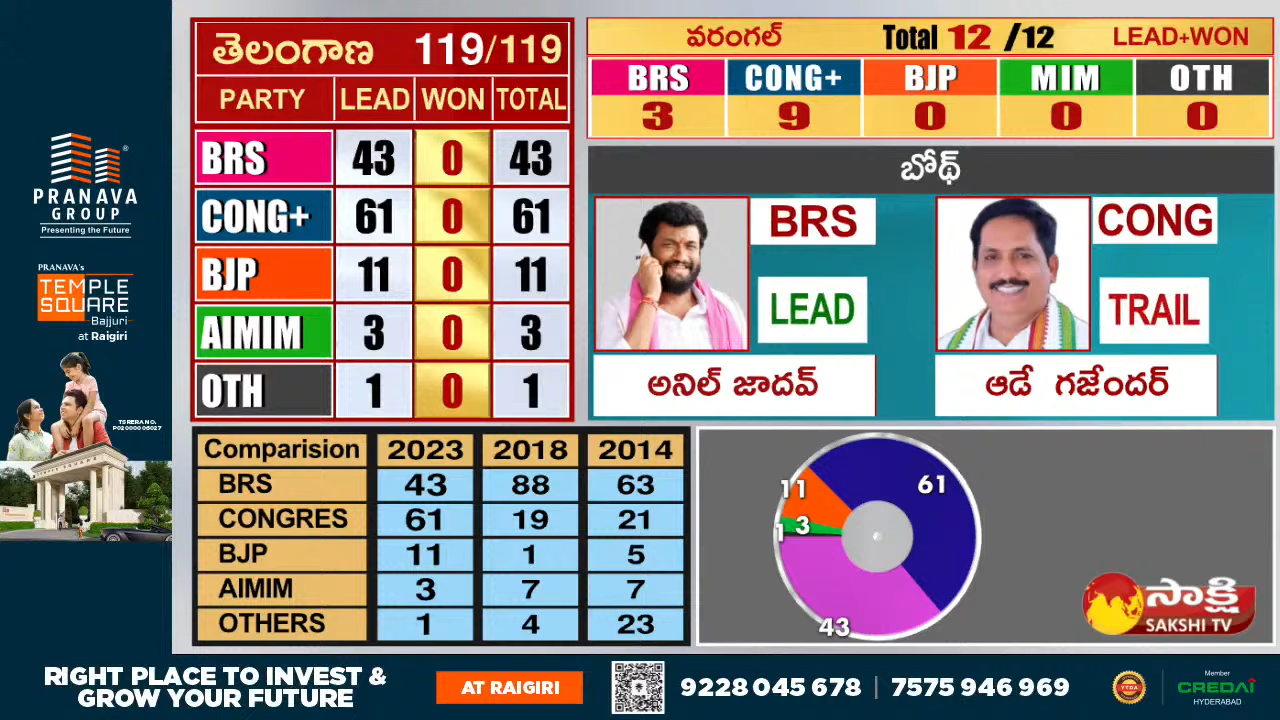 తెలంగాణ 119/119
PARTY LEAD WON TOTAL
BRS 43 0 43
CONG+ 61 0 61
BJP 11 0 11
AIMIM 3 0 3
OTH 1 0 1
వరంగల్ Total 12 /12 LEAD+WON
BRS CONG+ BJP MIM OTH
3 9 0 0 0
బోథ్
BRS CONG
LEAD TRAIL
అనిల్ జాదవ్ ఆడే గజేందర్
Comparision 2023 2018 2014
BRS 43 88 63
CONGRES 61 19 21
BJP 11 1 5
AIMIM 3 7 7
OTHERS 1 4 23
61
11
3
1
43
సాక్షి
SAKSHI TV
PRANAVA
GROUP
Presenting the Future
PRANAVA's
TEMPLE
SQUARE
Bajjuri
at Raigiri
TS RERA NO.
RIGHT PLACE TO INVEST &
GROW YOUR FUTURE
AT RAIGIRI
9228 045 678 | 7575 946 969
YTDA
Member
CREDAI
HYDERABAD